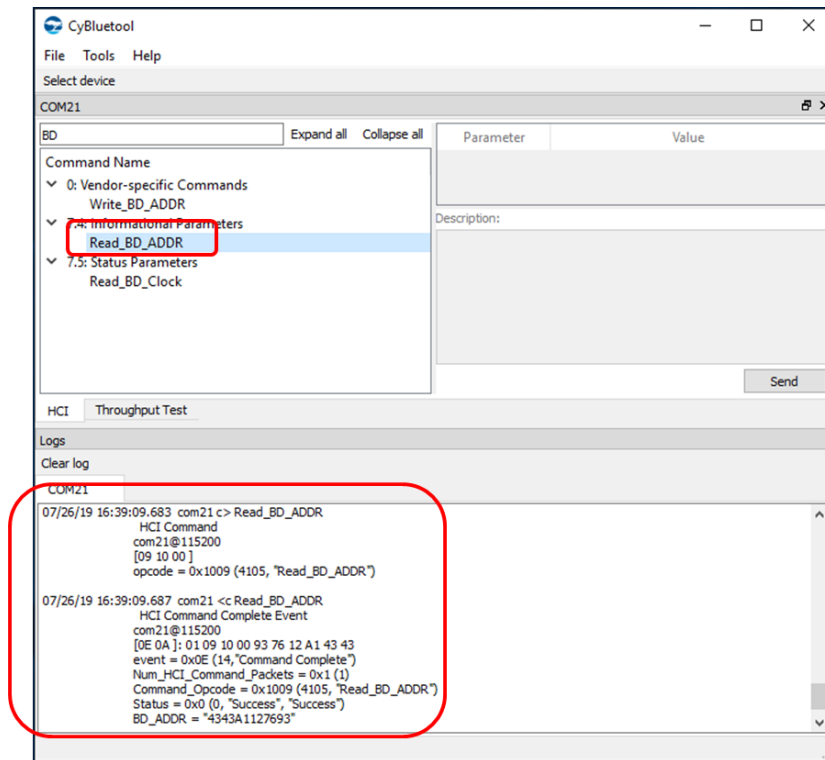 CyBluetool
File Tools Help
Select device
COM21
BD Expand all Collapse all
Parameter Value
Command Name
0: Vendor-specific Commands
Write_BD_ADDR
7.4: Informational Parameters
Read_BD_ADDR
7.5: Status Parameters
Read_BD_Clock
Description:
Send
HCI Throughput Test
Logs
Clear log
COM21
07/26/19 16:39:09.683 com21 c> Read_BD_ADDR
HCI Command
com21@115200
[09 10 00 ]
opcode = 0x1009 (4105, "Read_BD_ADDR")
07/26/19 16:39:09.687 com21 <c Read_BD_ADDR
HCI Command Complete Event
com21@115200
[0E 0A ]: 01 09 10 00 93 76 12 A1 43 43
event = 0x0E (14,"Command Complete")
Num_HCI_Command_Packets = 0x1 (1)
Command_Opcode = 0x1009 (4105, "Read_BD_ADDR")
Status = 0x0 (0, "Success", "Success")
BD_ADDR = "4343A1127693"